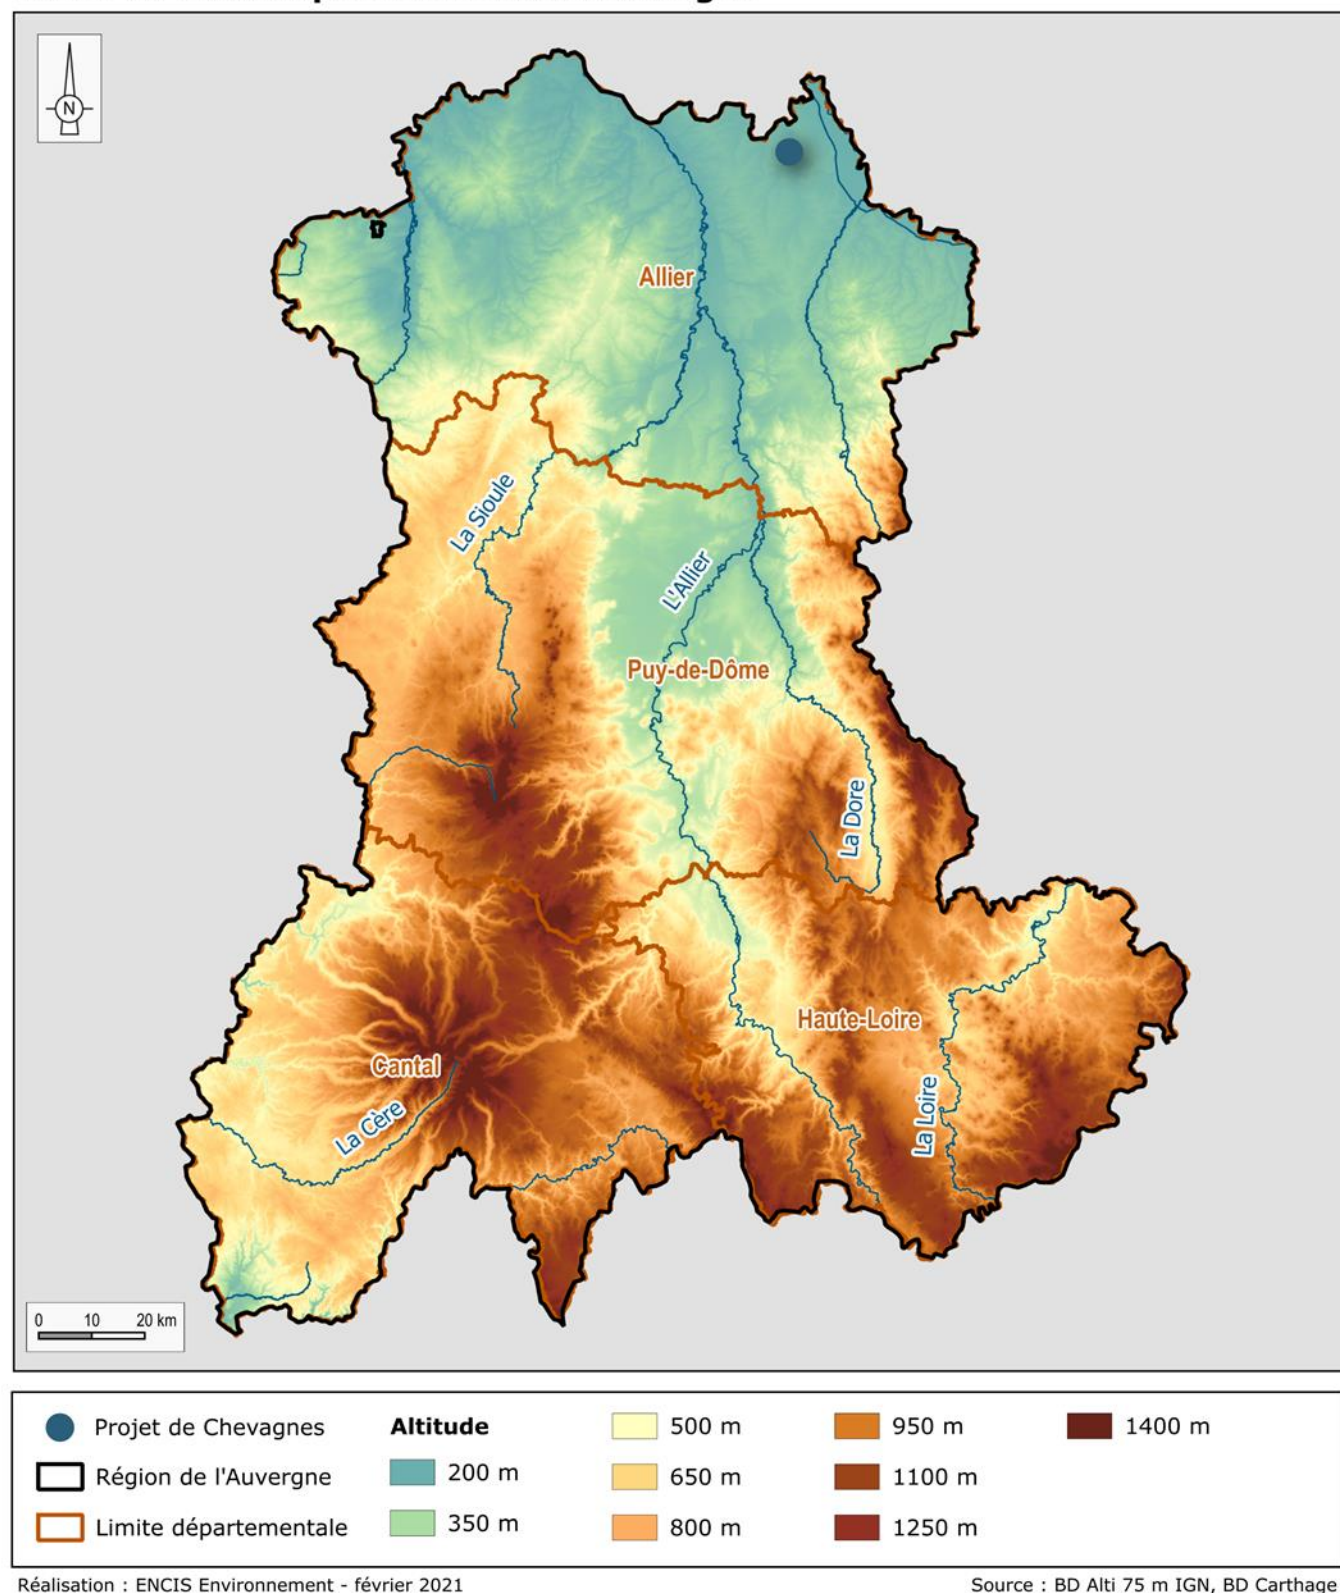 N
Allier
La Sioule
L'Allier
Puy-de-Dôme
La Dore
Haute-Loire
Cantal
La Cère
La Loire
0 10 20 km
Projet de Chevagnes
Région de l'Auvergne
Limite départementale
Altitude
200 m
350 m
500 m
650 m
800 m
950 m
1100 m
1250 m
1400 m
Réalisation : ENCIS Environnement - février 2021
Source : BD Alti 75 m IGN, BD Carthage